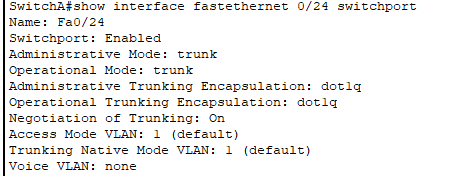 SwitchA#show interface fastethernet 0/24 switchport
Name: Fa0/24
Switchport: Enabled
Administrative Mode: trunk
Operational Mode: trunk
Administrative Trunking Encapsulation: dot1q
Operational Trunking Encapsulation: dot1q
Negotiation of Trunking: On
Access Mode VLAN: 1 (default)
Trunking Native Mode VLAN: 1 (default)
Voice VLAN: none